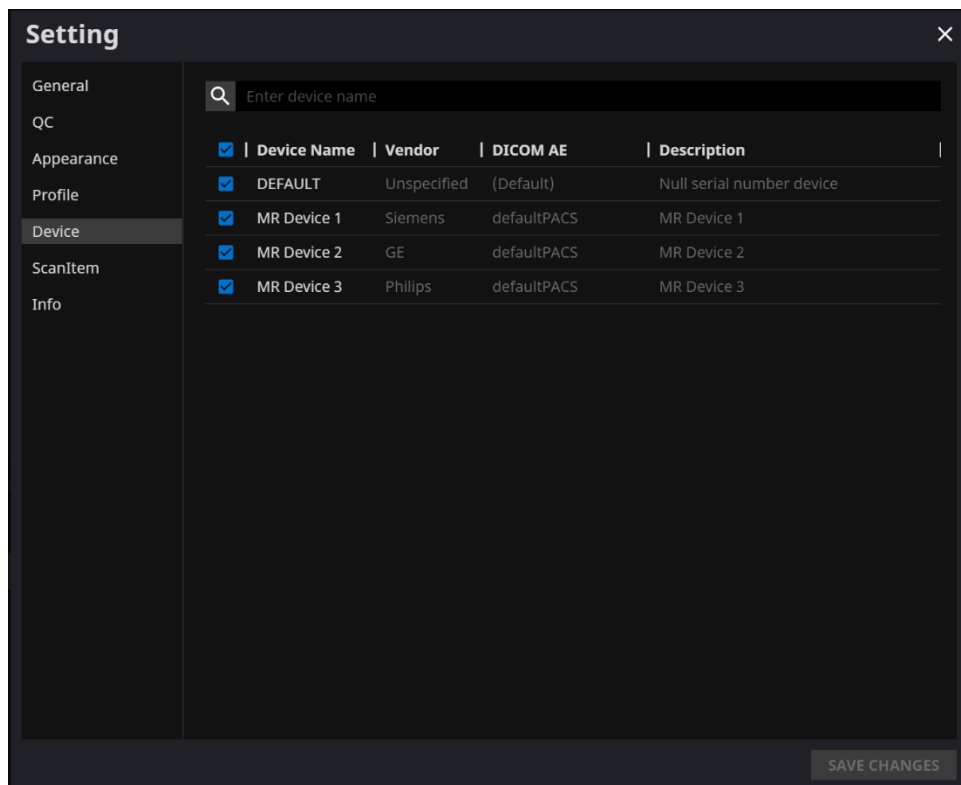 Setting
General
QC
Appearance
Profile
Device
ScanItem
Info
Enter device name
Device Name Vendor DICOM AE Description
DEFAULT Unspecified (Default) Null serial number device
MR Device 1 Siemens defaultPACS MR Device 1
MR Device 2 GE defaultPACS MR Device 2
MR Device 3 Philips defaultPACS MR Device 3
SAVE CHANGES